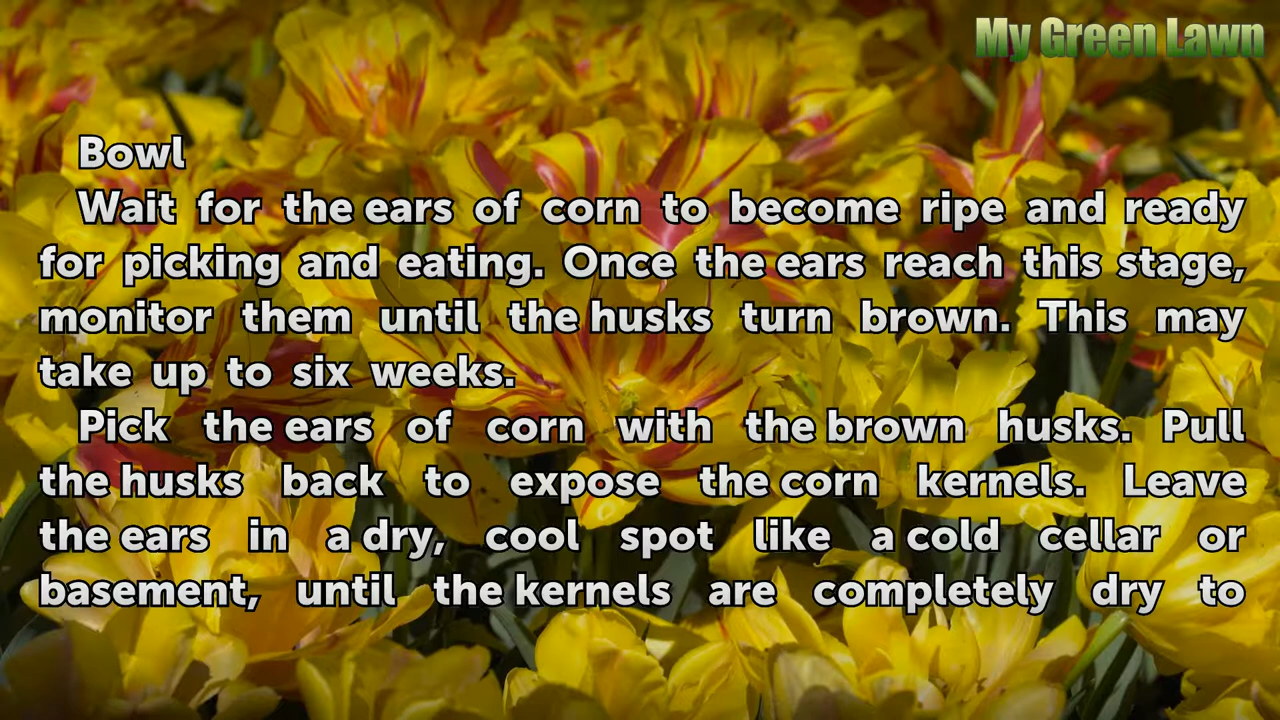 My Green Lawn
Bowl
Wait for the ears of corn to become ripe and ready
for picking and eating. Once the ears reach this stage,
monitor them until the husks turn brown. This may
take up to six weeks.
Pick the ears of corn with the brown husks. Pull
the husks back to expose the corn kernels. Leave
the ears in a dry, cool spot like a cold cellar or
basement, until the kernels are completely dry to